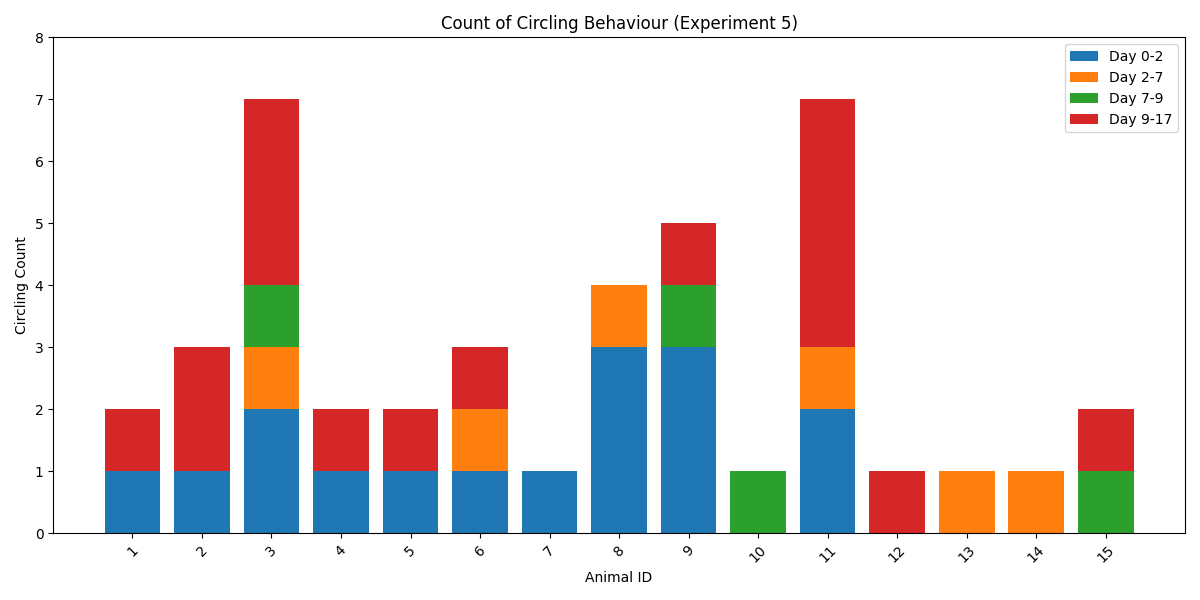 Count of Circling Behaviour (Experiment 5)
Day 0-2
Day 2-7
Day 7-9
Day 9-17
Circling Count
8
7
6
5
4
3
2
1
0
1 2 3 4 5 6 7 8 9 10 11 12 13 14 15
Animal ID